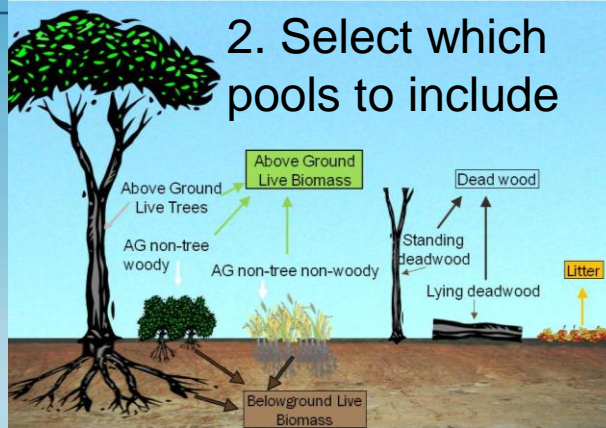 2. Select which
pools to include
Above Ground
Live Biomass
Dead wood
Above Ground
Live Trees
AG non-tree
woody
AG non-tree non-woody
Standing
deadwood
Lying deadwood
Litter
Belowground Live
Biomass